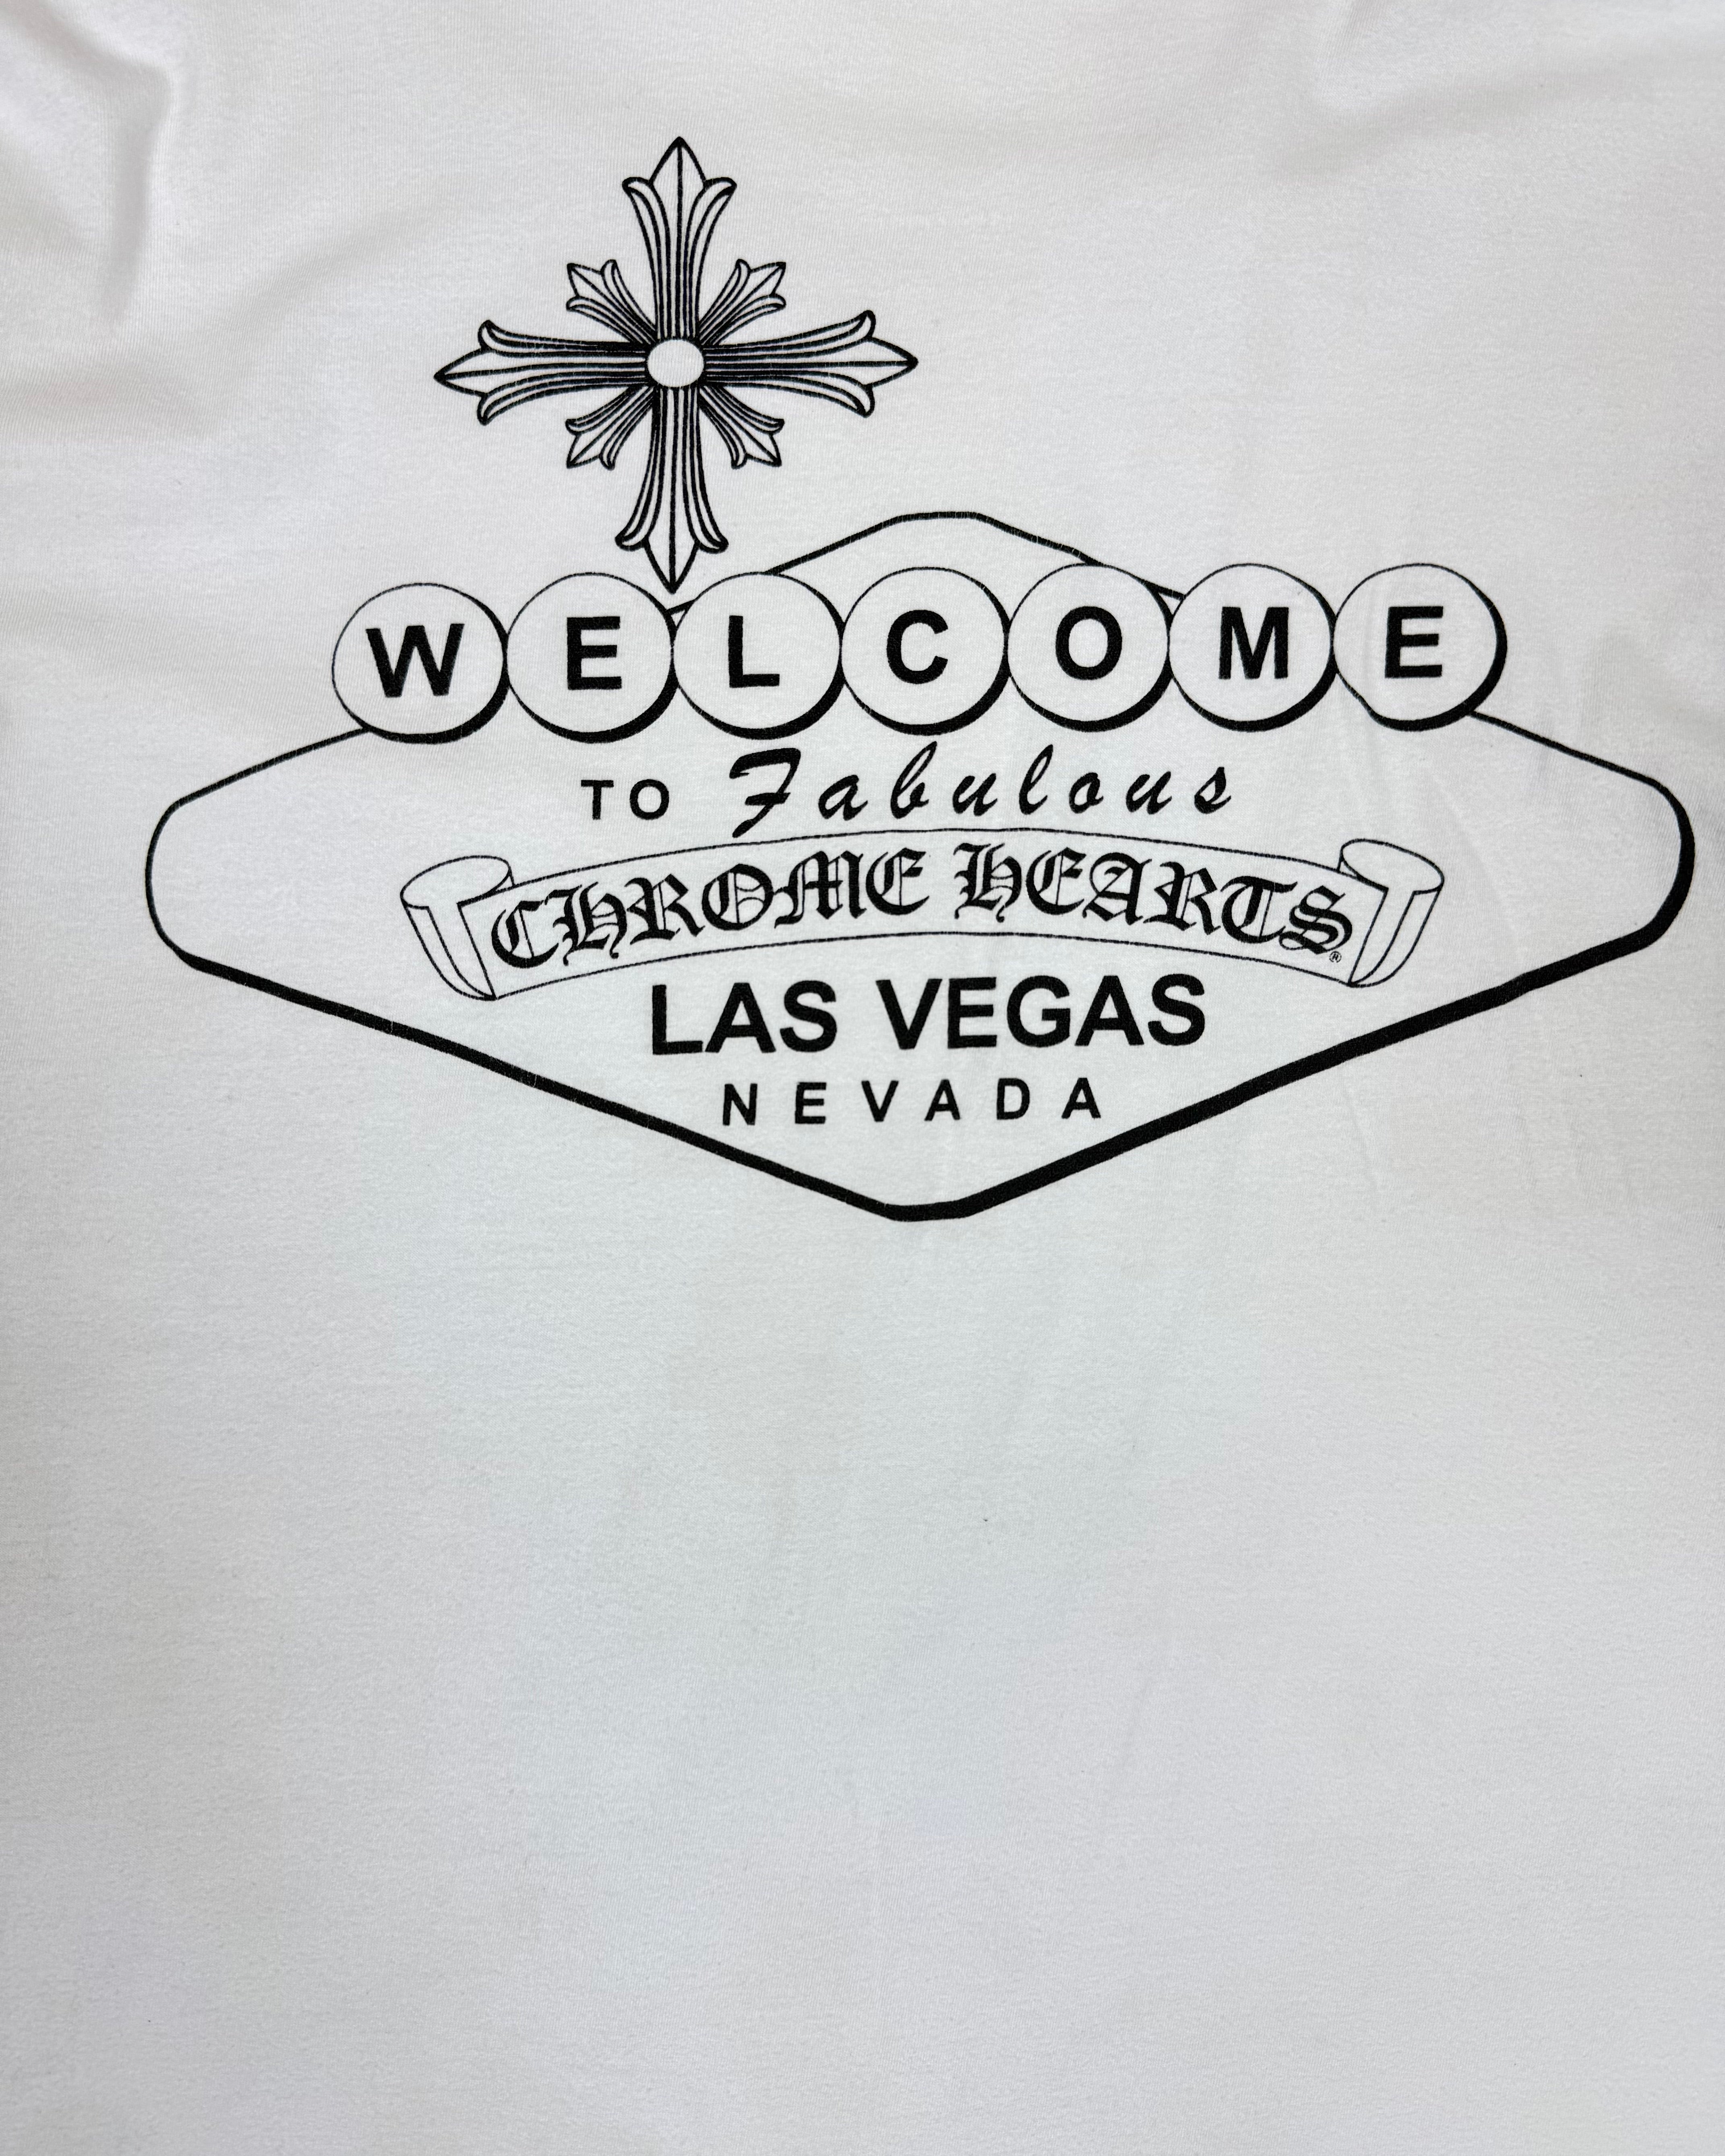 WELCOME
TO Fabulous
CHROME HEARTS®
LAS VEGAS
NEVADA